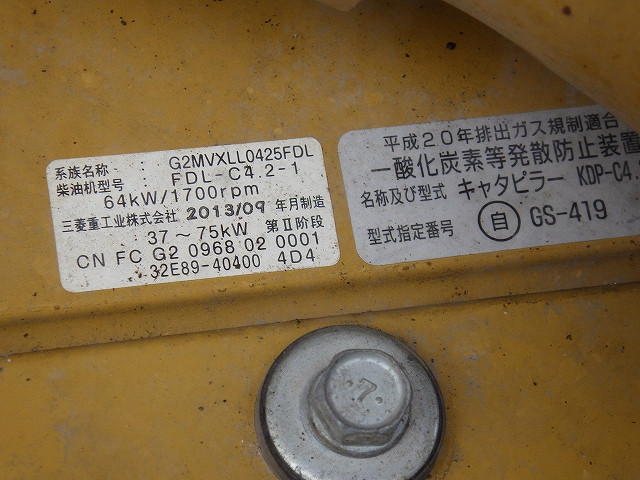 系族名称 : G2MVXLL0425FDL
柴油机型号 : FDL-C4.2-1
64kW/1700rpm
三菱重工业株式会社 2013/09 年月制造
37～75kW 第Ⅱ阶段
CN FC G2 0968 02 0001
32E89-40400 4D4
平成20年排出ガス規制適合
一酸化炭素等発散防止装置
名称及び型式 キャタピラー KDP-C4.
型式指定番号 自 GS-419
7